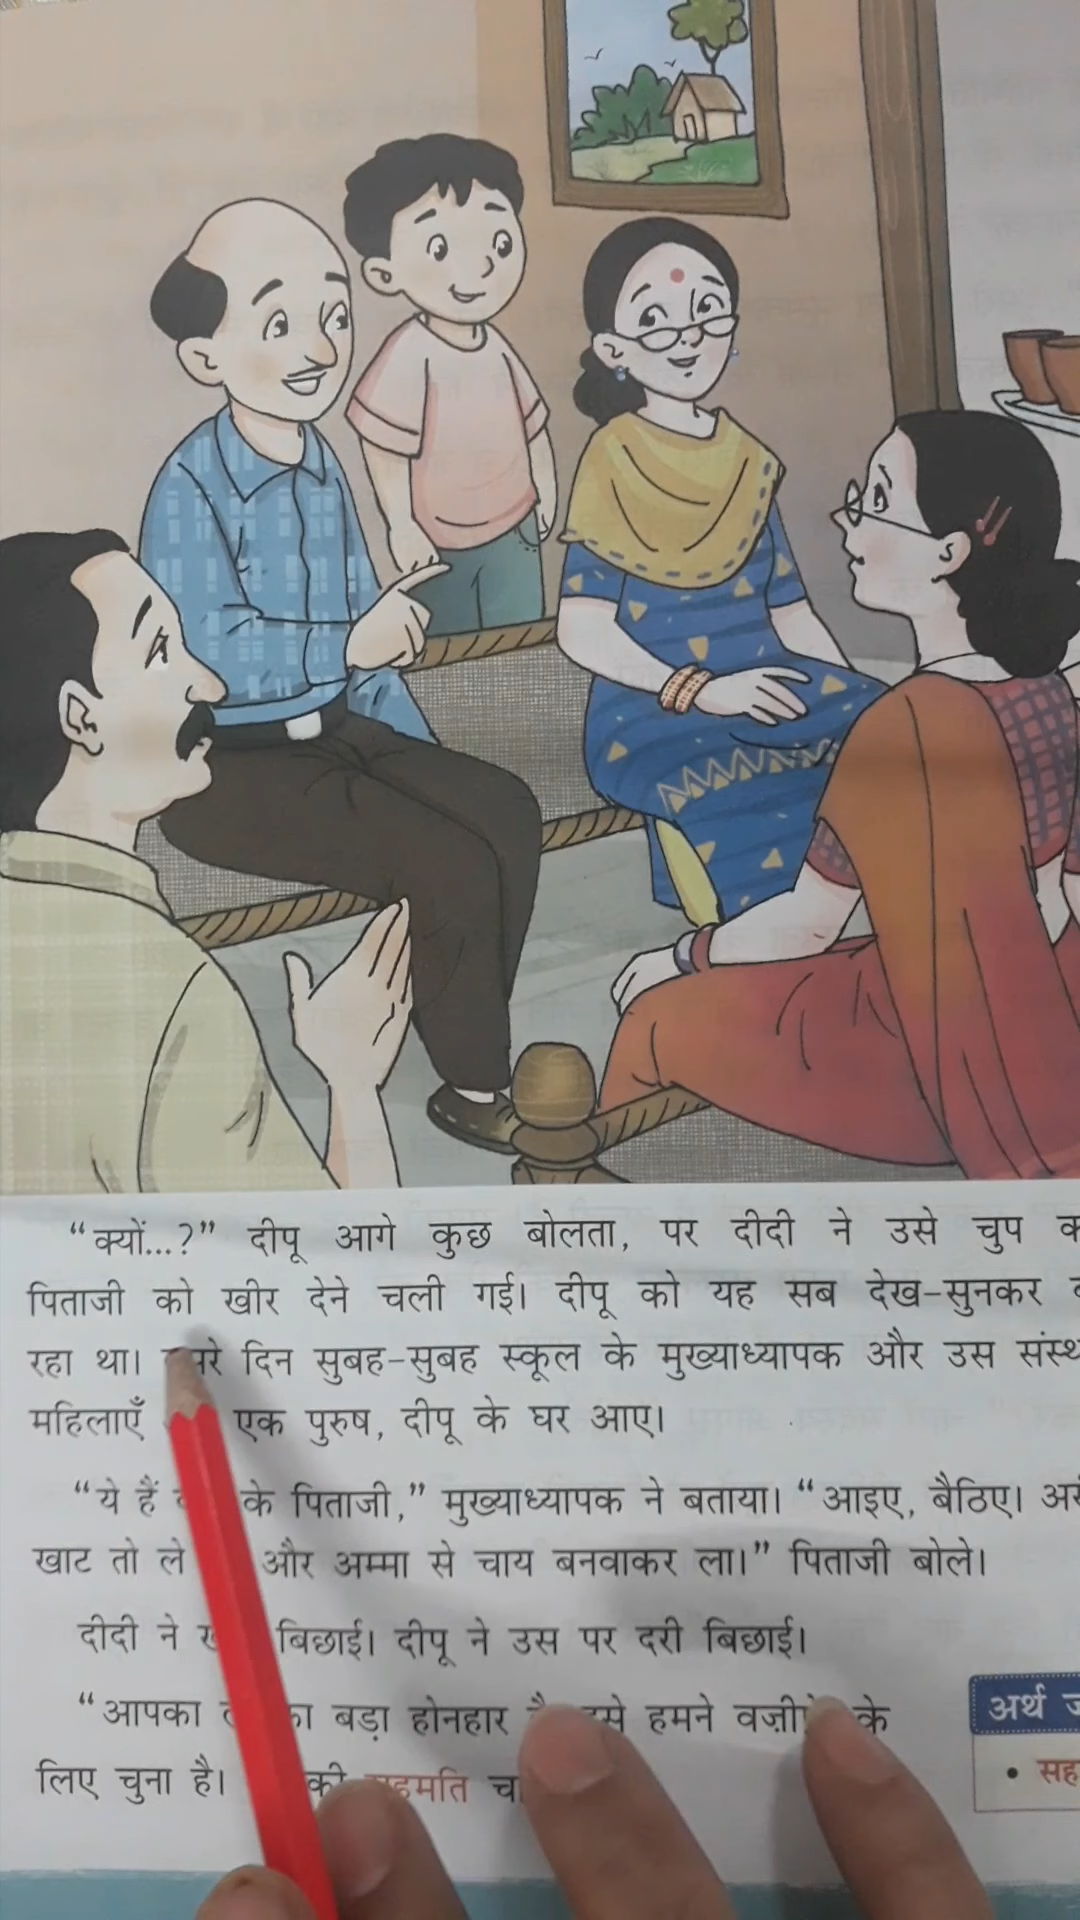 “क्यों...?” दीपू आगे कुछ बोलता, पर दीदी ने उसे चुप
पिताजी को खीर देने चली गई। दीपू को यह सब देख-सुनकर
रहा था। दिन सुबह-सुबह स्कूल के मुख्याध्यापक और उस
महिलाएँ एक पुरुष, दीपू के घर आए।
“ये हैं के पिताजी,” मुख्याध्यापक ने बताया। “आइए, बैठिए।
खाट तो ले और अम्मा से चाय बनवाकर ला।” पिताजी बोले।
दीदी ने बिछाई। दीपू ने उस पर दरी बिछाई।
“आपका बड़ा होनहार हमने के
लिए चुना है। सहमति
अर्थ